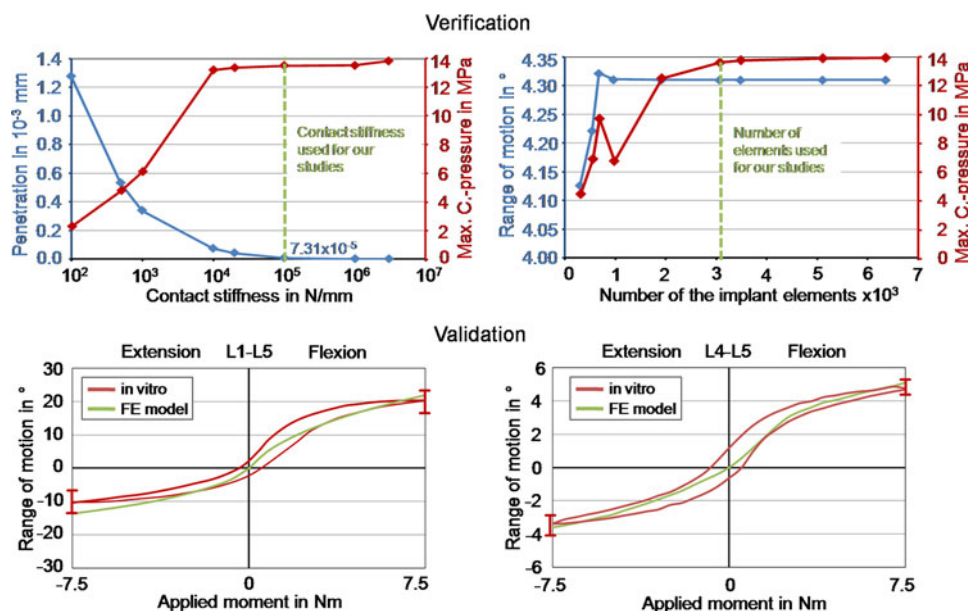 Verification
Penetration in 10⁻³ mm
1.4
1.2
1.0
0.8
0.6
0.4
0.2
0.0
14
12
10
8
6
4
2
0
Max. C.-pressure in MPa
Contact stiffness
used for our
studies
7.31x10⁻⁵
10² 10³ 10⁴ 10⁵ 10⁶ 10⁷
Contact stiffness in N/mm
Range of motion in °
4.35
4.30
4.20
4.15
4.10
4.05
4.00
14
12
10
8
6
4
2
0
Max. C.-pressure in MPa
Number of
elements used
for our studies
0 1 2 3 4 5 6 7
Number of the implant elements x10³
Validation
Extension L1–L5 Flexion
Range of motion in °
30
20
10
0
-10
-20
-30
in vitro
FE model
-7.5 0 7.5
Applied moment in Nm
Extension L4–L5 Flexion
Range of motion in °
6
4
2
0
-2
-4
-6
in vitro
FE model
-7.5 0 7.5
Applied moment in Nm